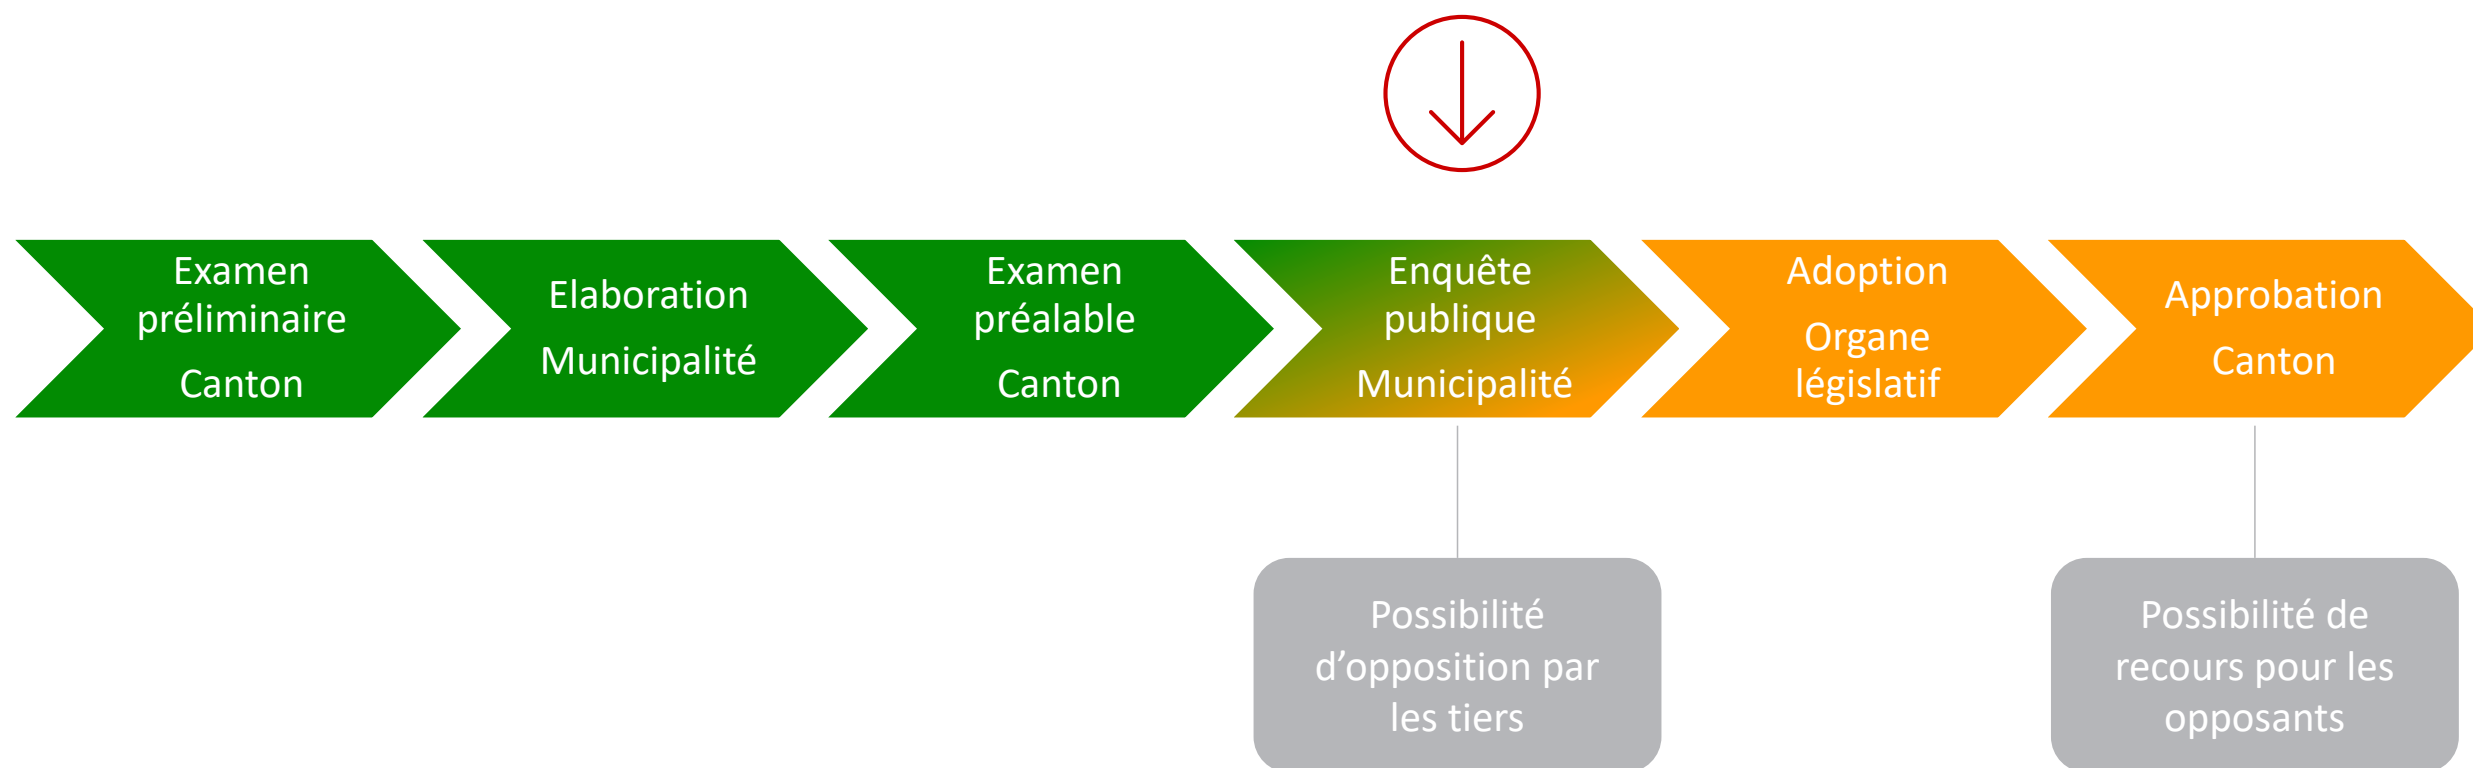 Examen
préliminaire
Canton
Elaboration
Municipalité
Examen
préalable
Canton
Enquête
publique
Municipalité
Adoption
Organe
législatif
Approbation
Canton
Possibilité
d’opposition par
les tiers
Possibilité de
recours pour les
opposants